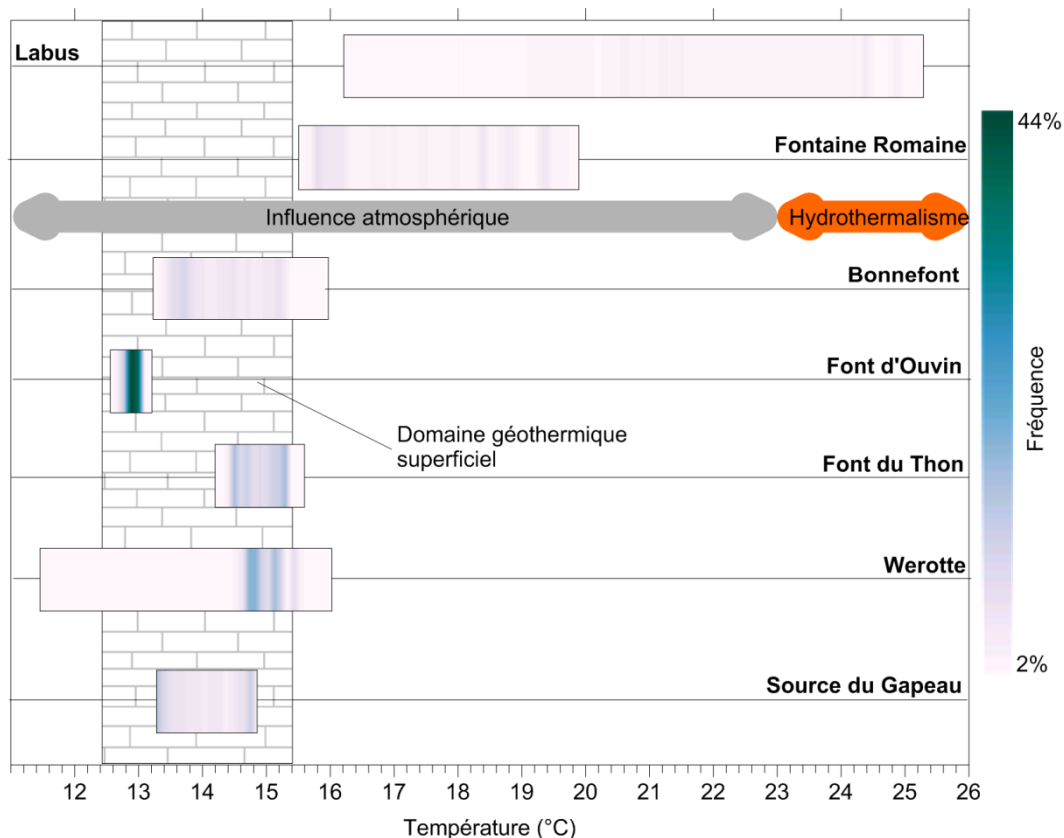 Labus
44%
Fontaine Romaine
Influence atmosphérique
Hydrothermalisme
Bonnefont
Font d'Ouvin
Fréquence
Domaine géothermique
superficiel
Font du Thon
Werotte
2%
Source du Gapeau
12 13 14 15 16 17 18 19 20 21 22 23 24 25 26
Température (°C)